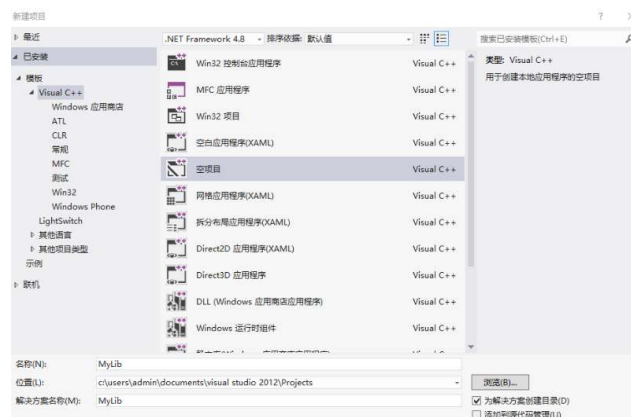 新建项目
?
▷ 最近
.NET Framework 4.8
排序依据: 默认值
搜索已安装模板(Ctrl+E)
▲ 已安装
▲ 模板
▲ Visual C++
Windows 应用商店
ATL
CLR
常规
MFC
测试
Win32
Windows Phone
LightSwitch
▷ 其他语言
▷ 其他项目类型
示例
▷ 联机
Win32 控制台应用程序 Visual C++
MFC 应用程序 Visual C++
Win32 项目 Visual C++
空白应用程序(XAML) Visual C++
空项目 Visual C++
网格应用程序(XAML) Visual C++
拆分布局应用程序(XAML) Visual C++
Direct2D 应用程序(XAML) Visual C++
Direct3D 应用程序 Visual C++
DLL (Windows 应用商店应用程序) Visual C++
Windows 运行时组件 Visual C++
类型: Visual C++
用于创建本地应用程序的空项目
名称(N): MyLib
位置(L): c:\users\admin\documents\visual studio 2012\Projects
浏览(B)...
解决方案名称(M): MyLib
为解决方案创建目录(D)
添加到源代码管理(U)